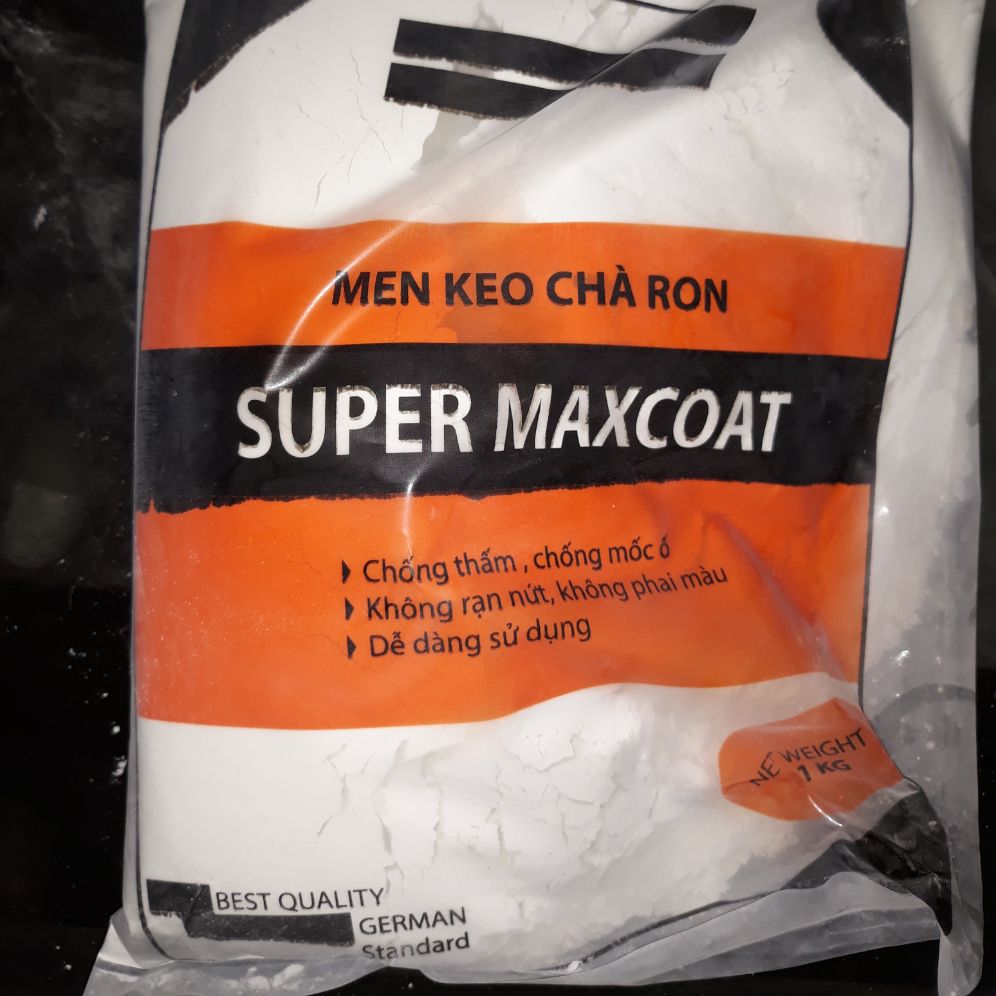 MEN KEO CHÀ RON
SUPER MAXCOAT
Chống thấm , chống mốc ố
Không rạn nứt, không phai màu
Dễ dàng sử dụng
NET WEIGHT
1 KG
BEST QUALITY
GERMAN
Standard